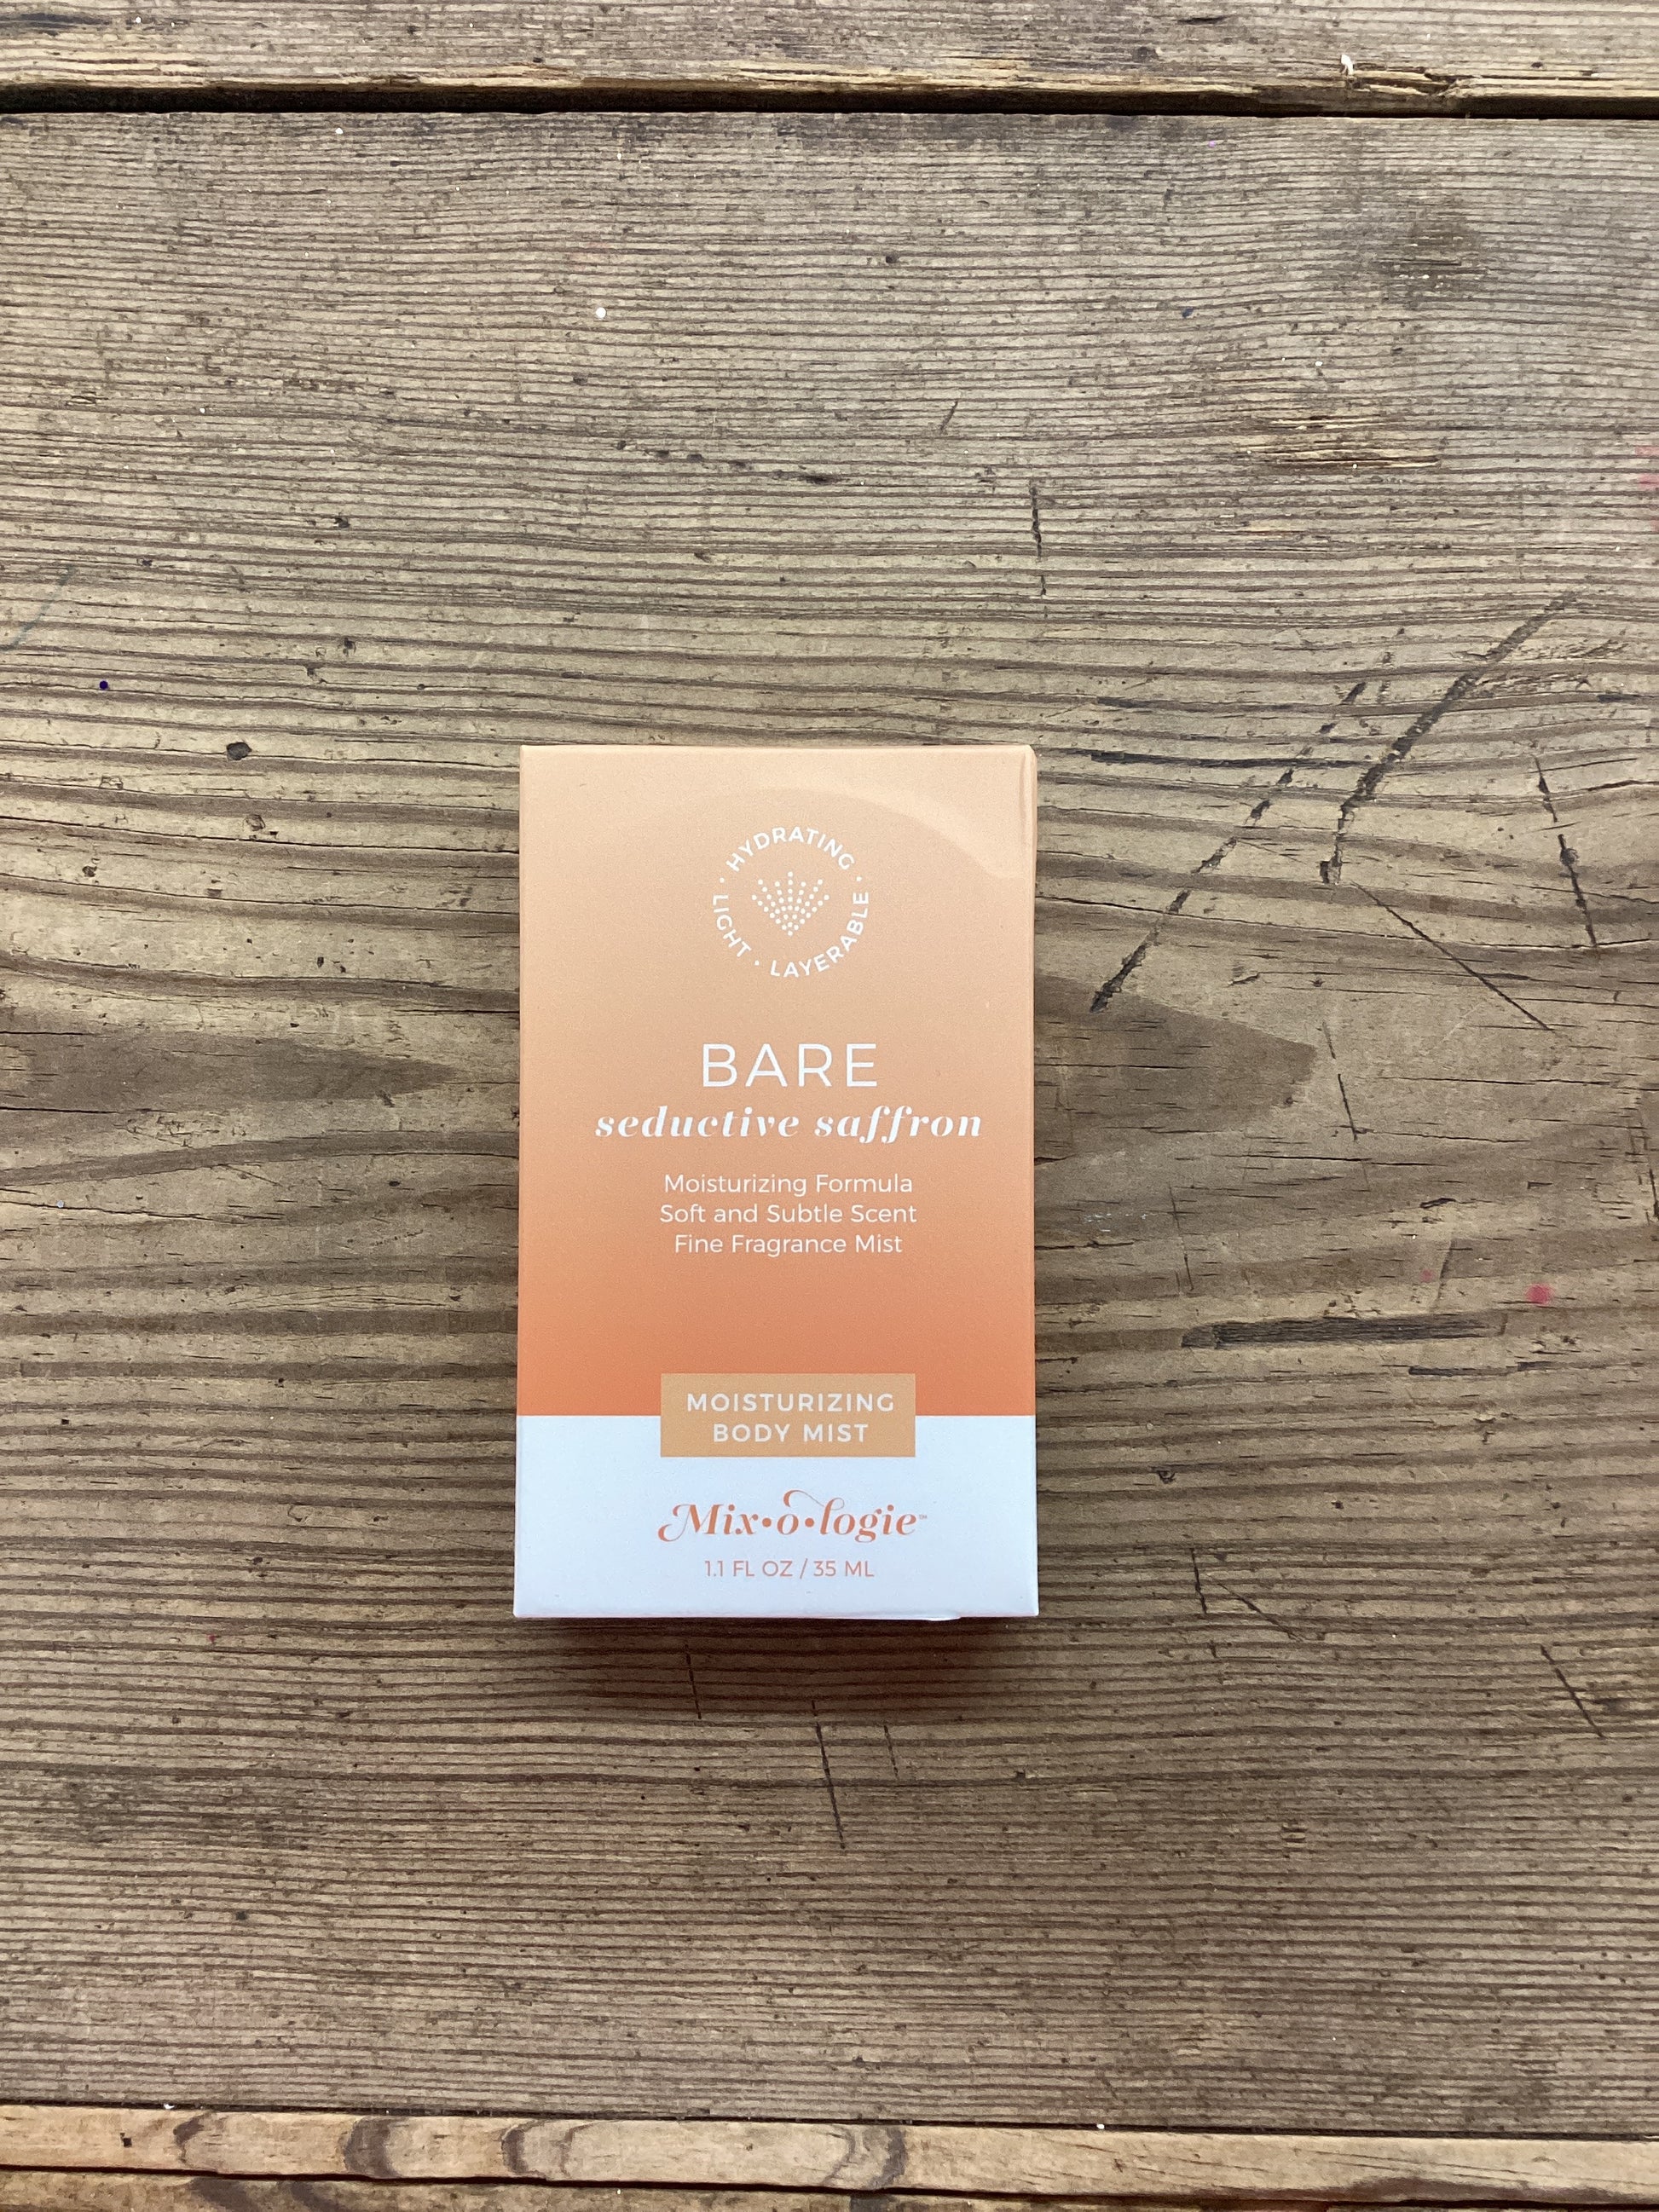 HYDRATING • LAYERABLE • LIGHT •
BARE
seductive saffron
Moisturizing Formula
Soft and Subtle Scent
Fine Fragrance Mist
MOISTURIZING
BODY MIST
Mix•o•logie™
1.1 FL OZ / 35 ML